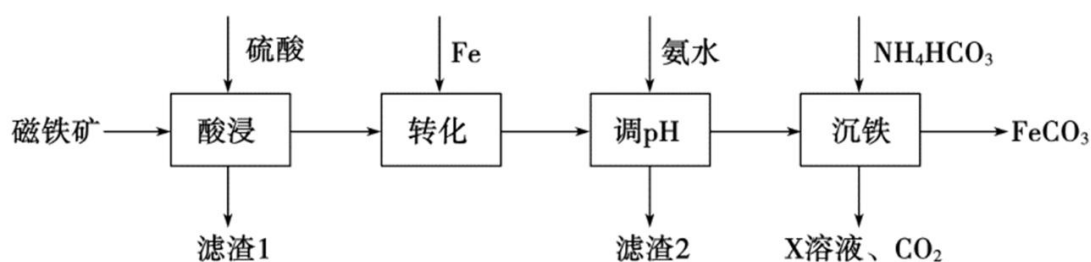 硫酸
Fe
氨水
NH₄HCO₃
磁铁矿
酸浸
转化
调pH
沉铁
FeCO₃
滤渣1
滤渣2
X溶液、CO₂